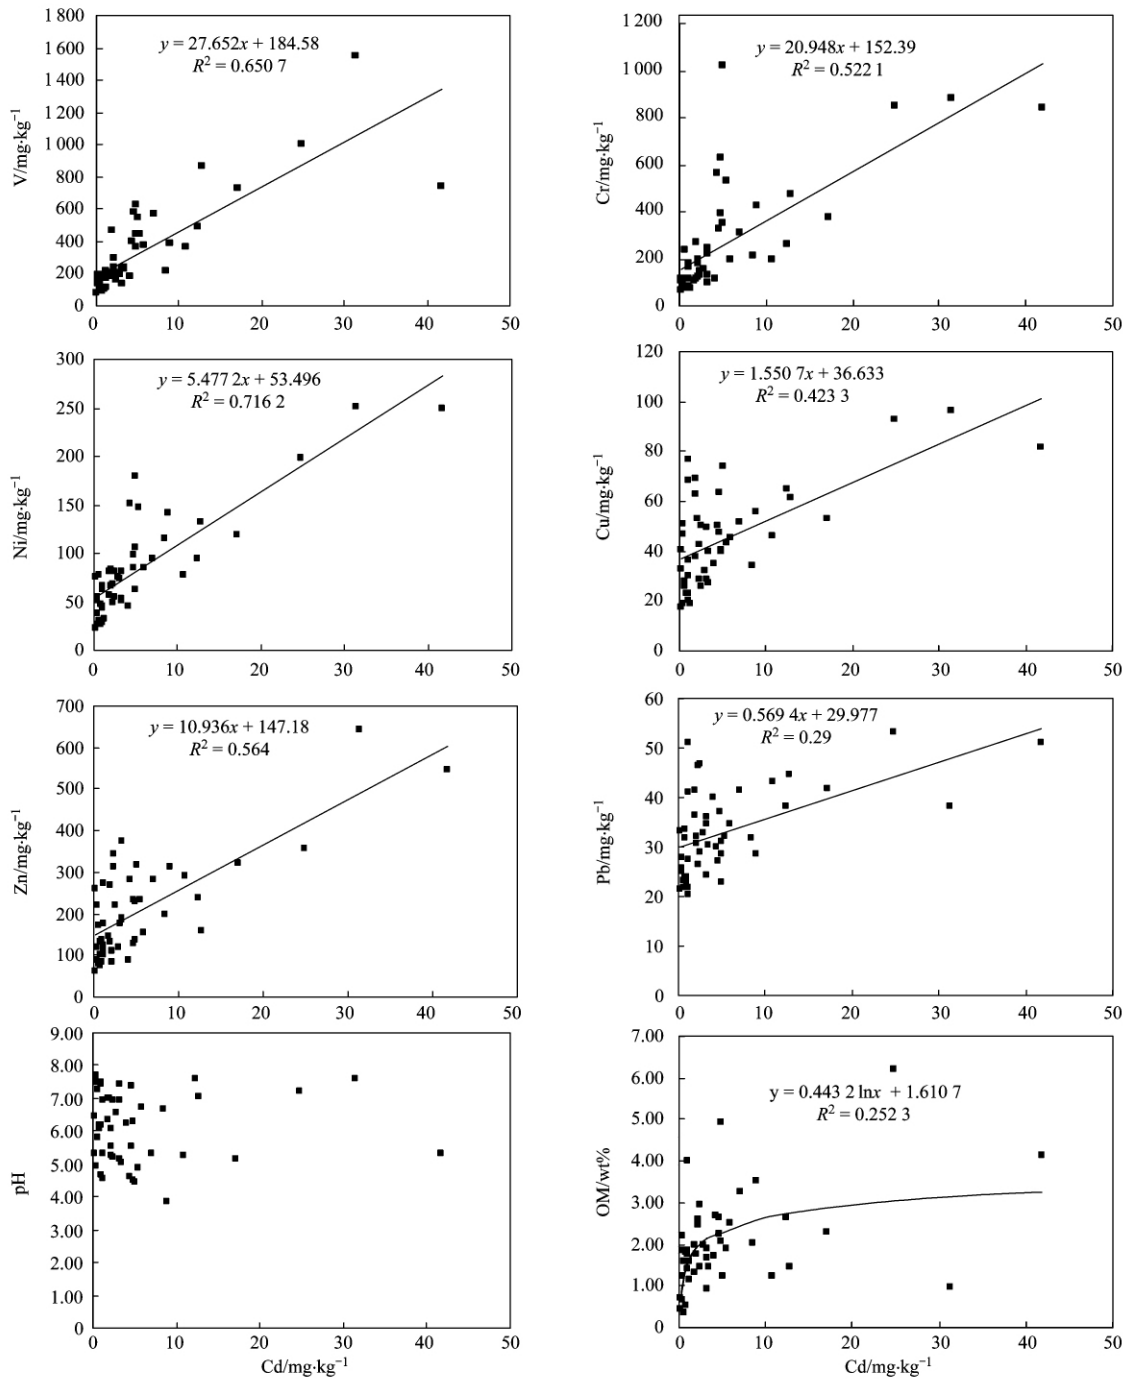 1 800
1 600
1 400
1 200
1 000
800
600
400
200
0
V/mg·kg⁻¹
y = 27.652x + 184.58
R² = 0.650 7
0 10 20 30 40 50
1 200
1 000
800
600
400
200
0
Cr/mg·kg⁻¹
y = 20.948x + 152.39
R² = 0.522 1
0 10 20 30 40 50
300
250
200
150
100
50
0
Ni/mg·kg⁻¹
y = 5.477 2x + 53.496
R² = 0.716 2
0 10 20 30 40 50
120
100
80
60
40
20
0
Cu/mg·kg⁻¹
y = 1.550 7x + 36.633
R² = 0.423 3
0 10 20 30 40 50
700
600
500
400
300
200
100
0
Zn/mg·kg⁻¹
y = 10.936x + 147.18
R² = 0.564
0 10 20 30 40 50
60
50
40
30
20
10
0
Pb/mg·kg⁻¹
y = 0.569 4x + 29.977
R² = 0.29
0 10 20 30 40 50
9.00
8.00
7.00
6.00
5.00
4.00
3.00
2.00
1.00
0
pH
0 10 20 30 40 50
Cd/mg·kg⁻¹
7.00
6.00
5.00
4.00
3.00
2.00
1.00
0
OM/wt%
y = 0.443 2 lnx + 1.610 7
R² = 0.252 3
0 10 20 30 40 50
Cd/mg·kg⁻¹